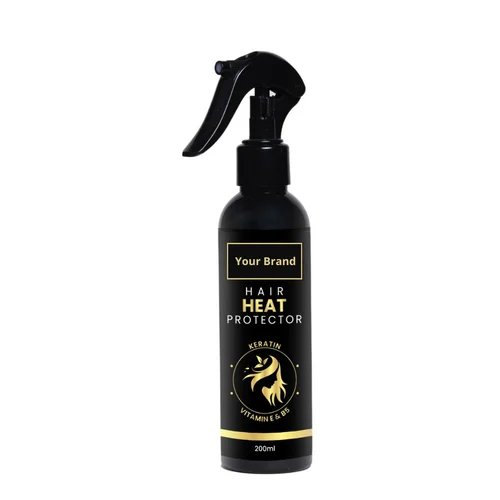 Your Brand
HAIR
HEAT
PROTECTOR
KERATIN
VITAMIN E & B5
200ml